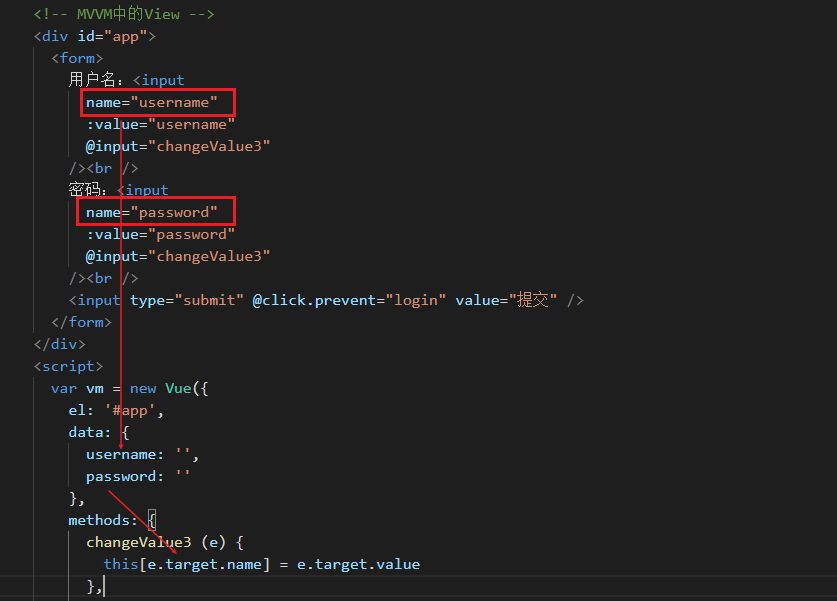 <!-- MVVM中的View -->
<div id="app">
<form>
用户名：<input
name="username"
:value="username"
@input="changeValue3"
/><br />
密码：<input
name="password"
:value="password"
@input="changeValue3"
/><br />
<input type="submit" @click.prevent="login" value="提交" />
</form>
</div>
<script>
var vm = new Vue({
el: '#app',
data: {
username: '',
password: ''
},
methods: {
changeValue3 (e) {
this[e.target.name] = e.target.value
},